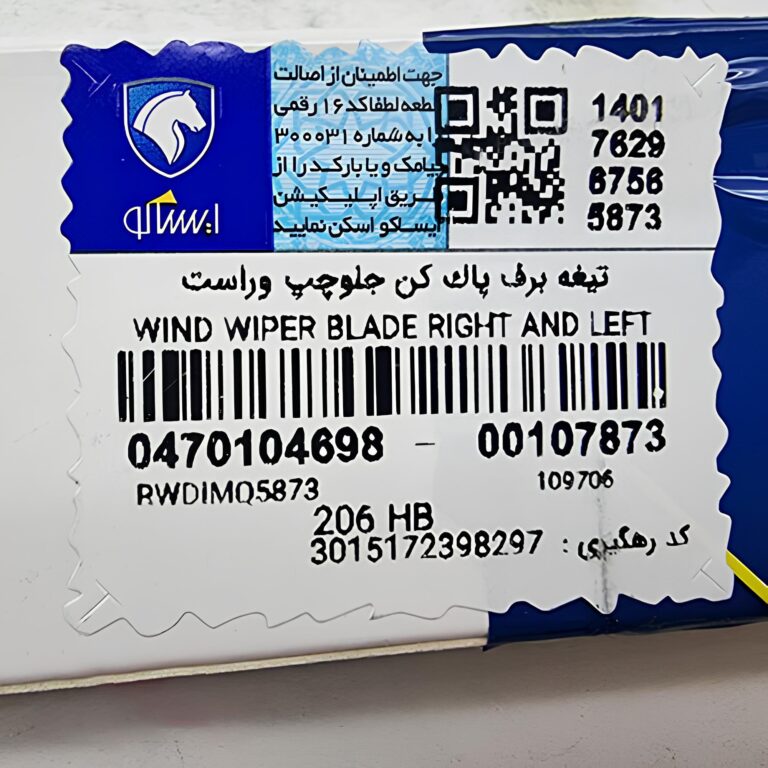 ایساکو
جهت اطمینان از اصالت
قطعه لطفا کد ۱۶ رقمی
را به شماره ۳۰۰۰۳۱
پیامک و یا بارکد را از
طریق اپلیکیشن
ایساکو اسکن نمایید
1401
7629
6756
5873
تیغه برف پاک کن جلوچپ وراست
WIND WIPER BLADE RIGHT AND LEFT
0470104698 - 00107873
RWDIMQ5873 109706
206 HB
کد رهگیری : 3015172398297